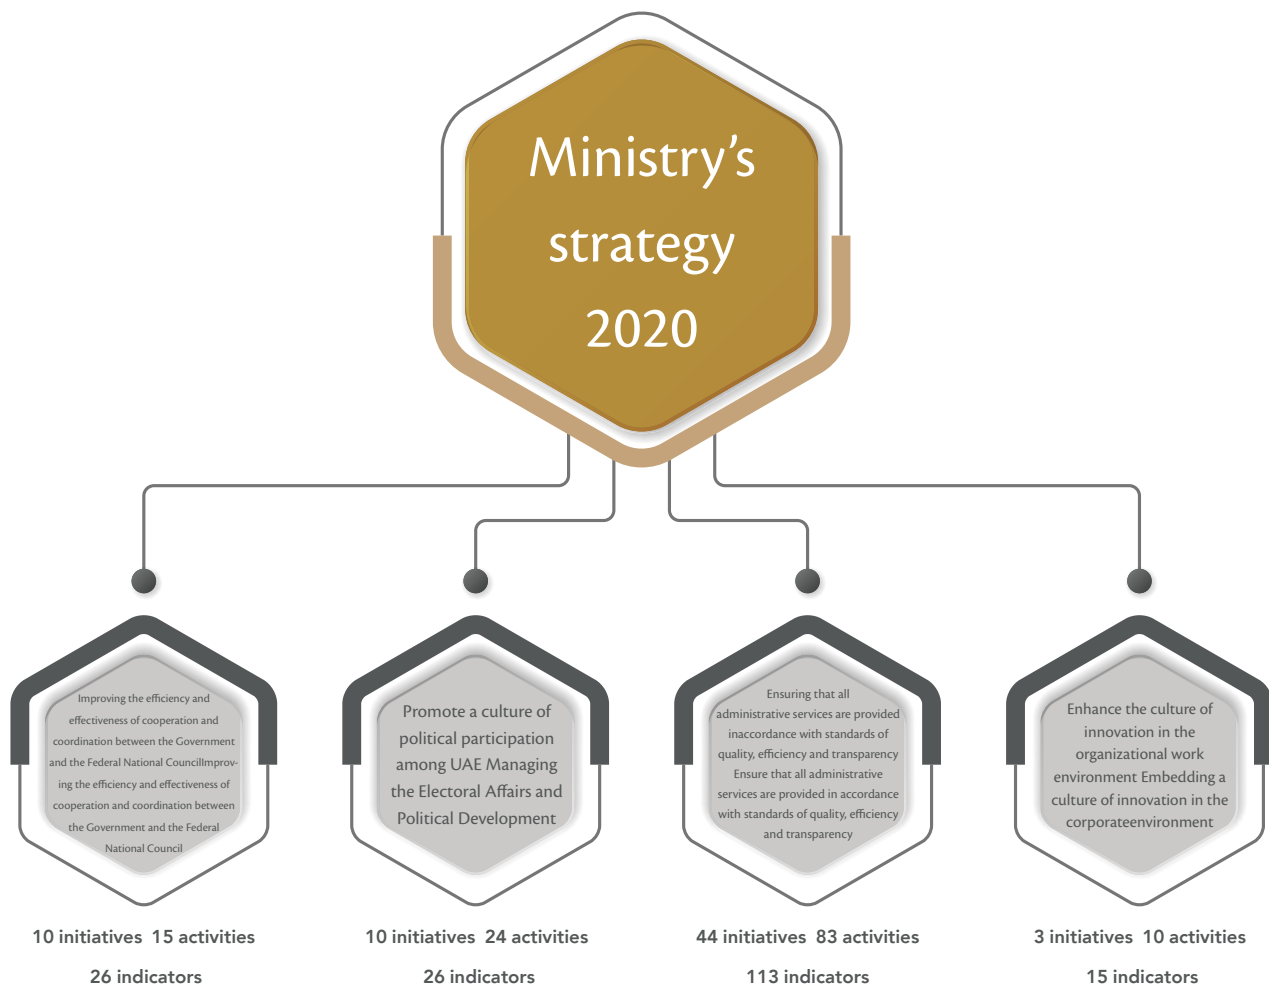 Ministry's
strategy
2020
Improving the efficiency and
effectiveness of cooperation and
coordination between the Government
and the Federal National CouncilImprov-
ing the efficiency and effectiveness of
cooperation and coordination between
the Government and the Federal
National Council
Promote a culture of
political participation
among UAE Managing
the Electoral Affairs and
Political Development
Ensuring that all
administrative services are provided
inaccordance with standards of
quality, efficiency and transparency
Ensure that all administrative
services are provided in accordance
with standards of quality, efficiency
and transparency
Enhance the culture of
innovation in the
organizational work
environment Embedding a
culture of innovation in the
corporateenvironment
10 initiatives 15 activities
26 indicators
10 initiatives 24 activities
26 indicators
44 initiatives 83 activities
113 indicators
3 initiatives 10 activities
15 indicators